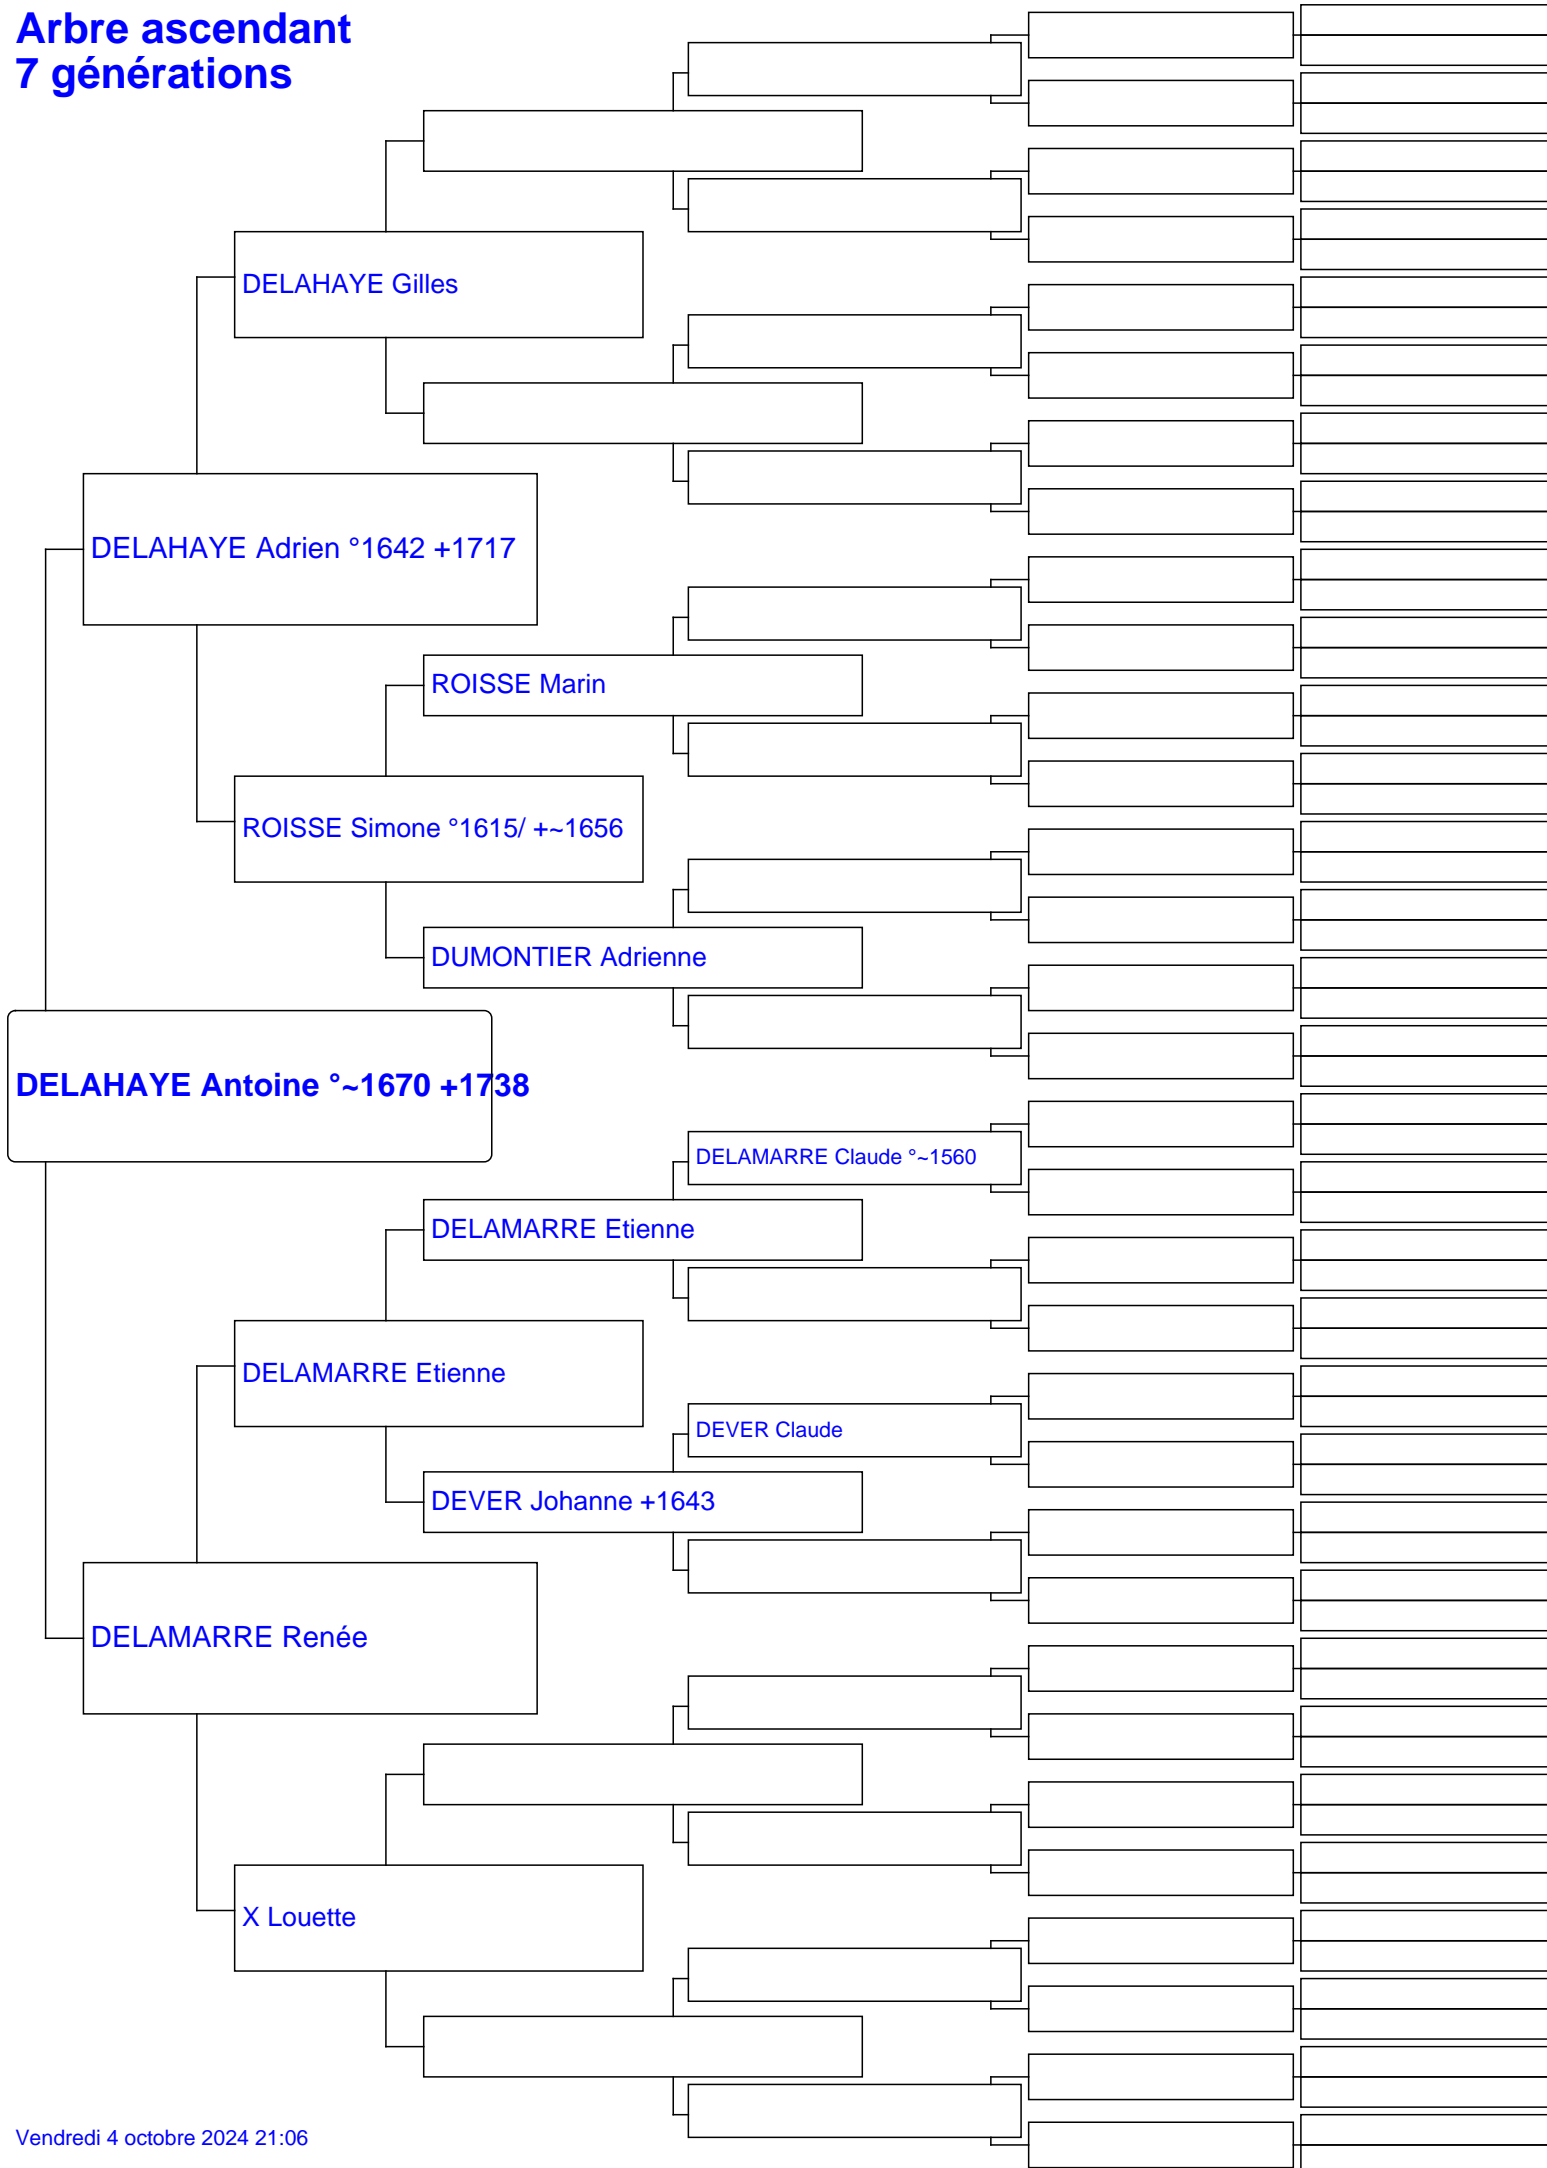 Arbre ascendant
7 générations
DELAHAYE Gilles
DELAHAYE Adrien °1642 +1717
ROISSE Marin
ROISSE Simone °1615/ +~1656
DUMONTIER Adrienne
DELAHAYE Antoine °~1670 +1738
DELAMARRE Claude °~1560
DELAMARRE Etienne
DELAMARRE Etienne
DEVER Claude
DEVER Johanne +1643
DELAMARRE Renée
X Louette
Vendredi 4 octobre 2024 21:06